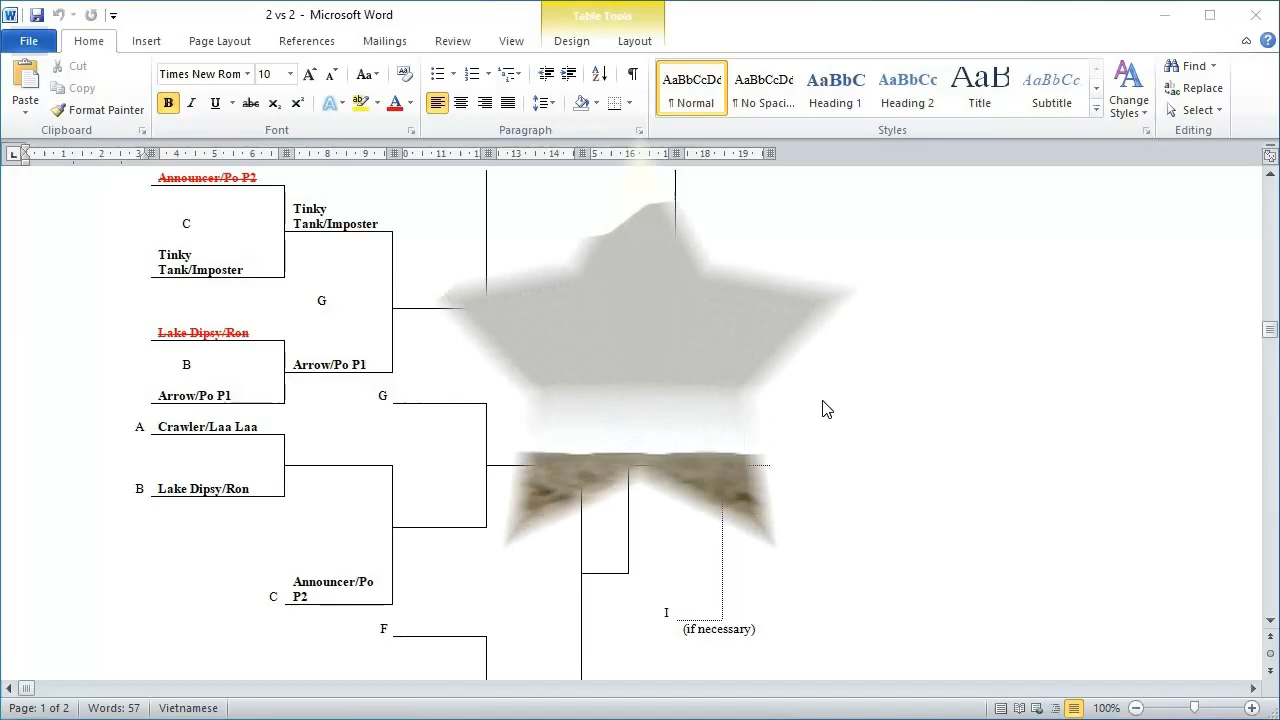 2 vs 2 - Microsoft Word
Table Tools
File Home Insert Page Layout References Mailings Review View Design Layout
Paste
Cut
Copy
Format Painter
Clipboard
Times New Rom 10
Font
Paragraph
AaBbCcDc AaBbCcDc AaBbC AaBbCc AaB AaBbCc.
¶ Normal ¶ No Spaci... Heading 1 Heading 2 Title Subtitle
Styles
Change
Styles
Find
Replace
Select
Editing
Announcer/Po P2
C
Tinky
Tank/Imposter
Tinky
Tank/Imposter
G
Lake Dipsy/Ron
B
Arrow/Po P1
Arrow/Po P1
G
A Crawler/Laa Laa
B Lake Dipsy/Ron
C Announcer/Po
P2
F
I
(if necessary)
Page: 1 of 2 Words: 57 Vietnamese 100%